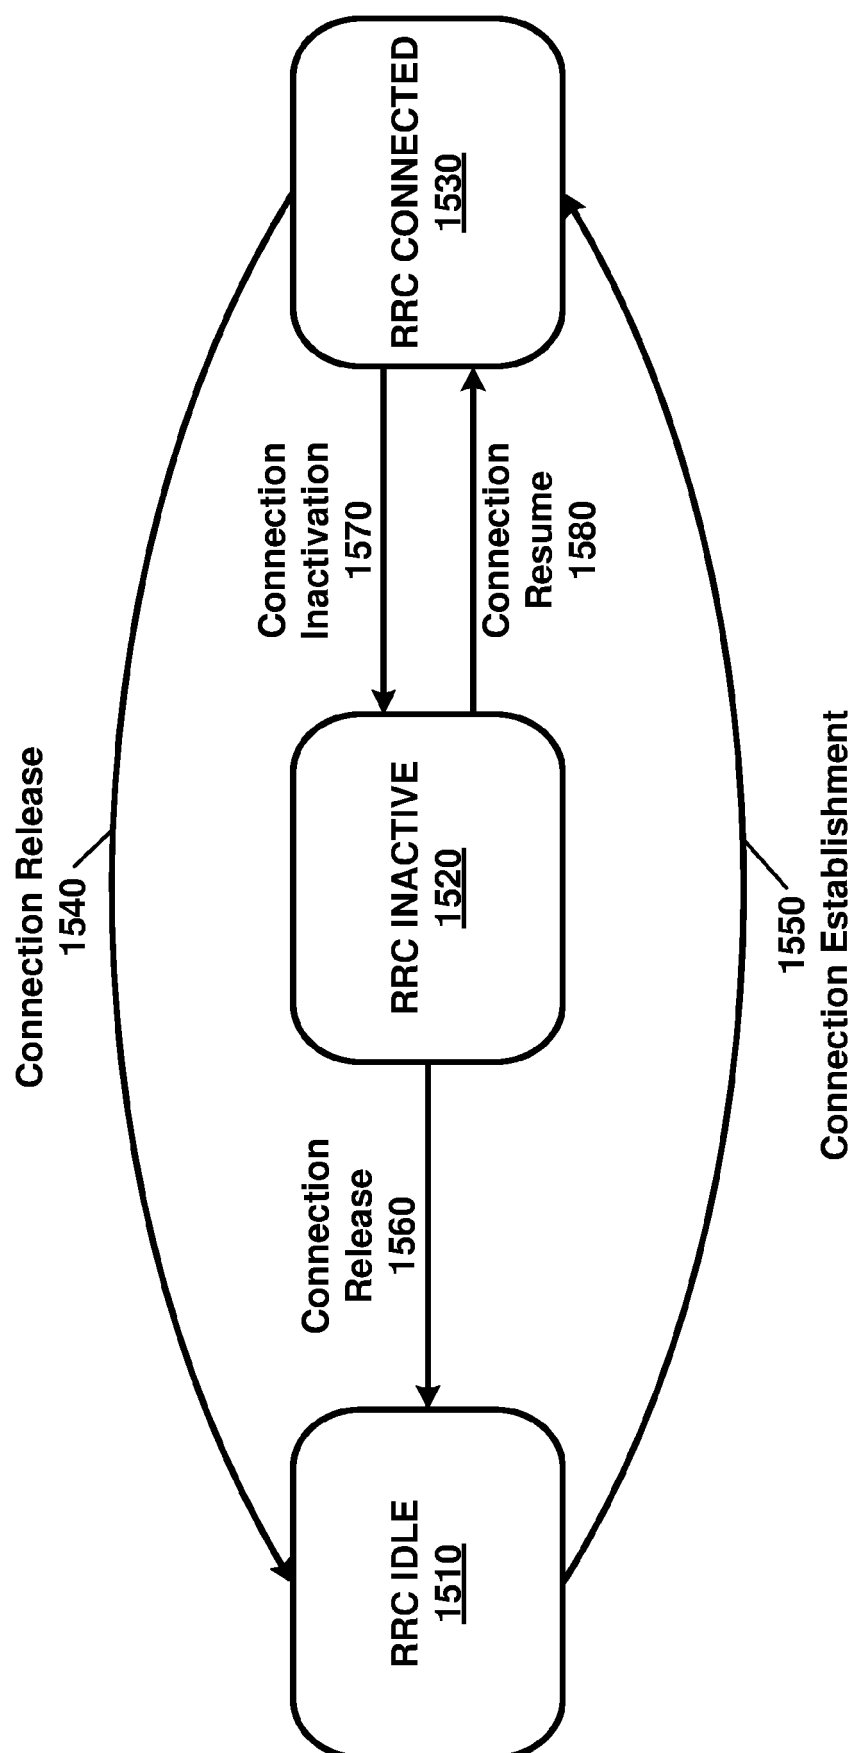 Connection Release
1540
RRC IDLE
1510
Connection
Release
1560
RRC INACTIVE
1520
Connection
Inactivation
1570
Connection
Resume
1580
RRC CONNECTED
1530
1550
Connection Establishment